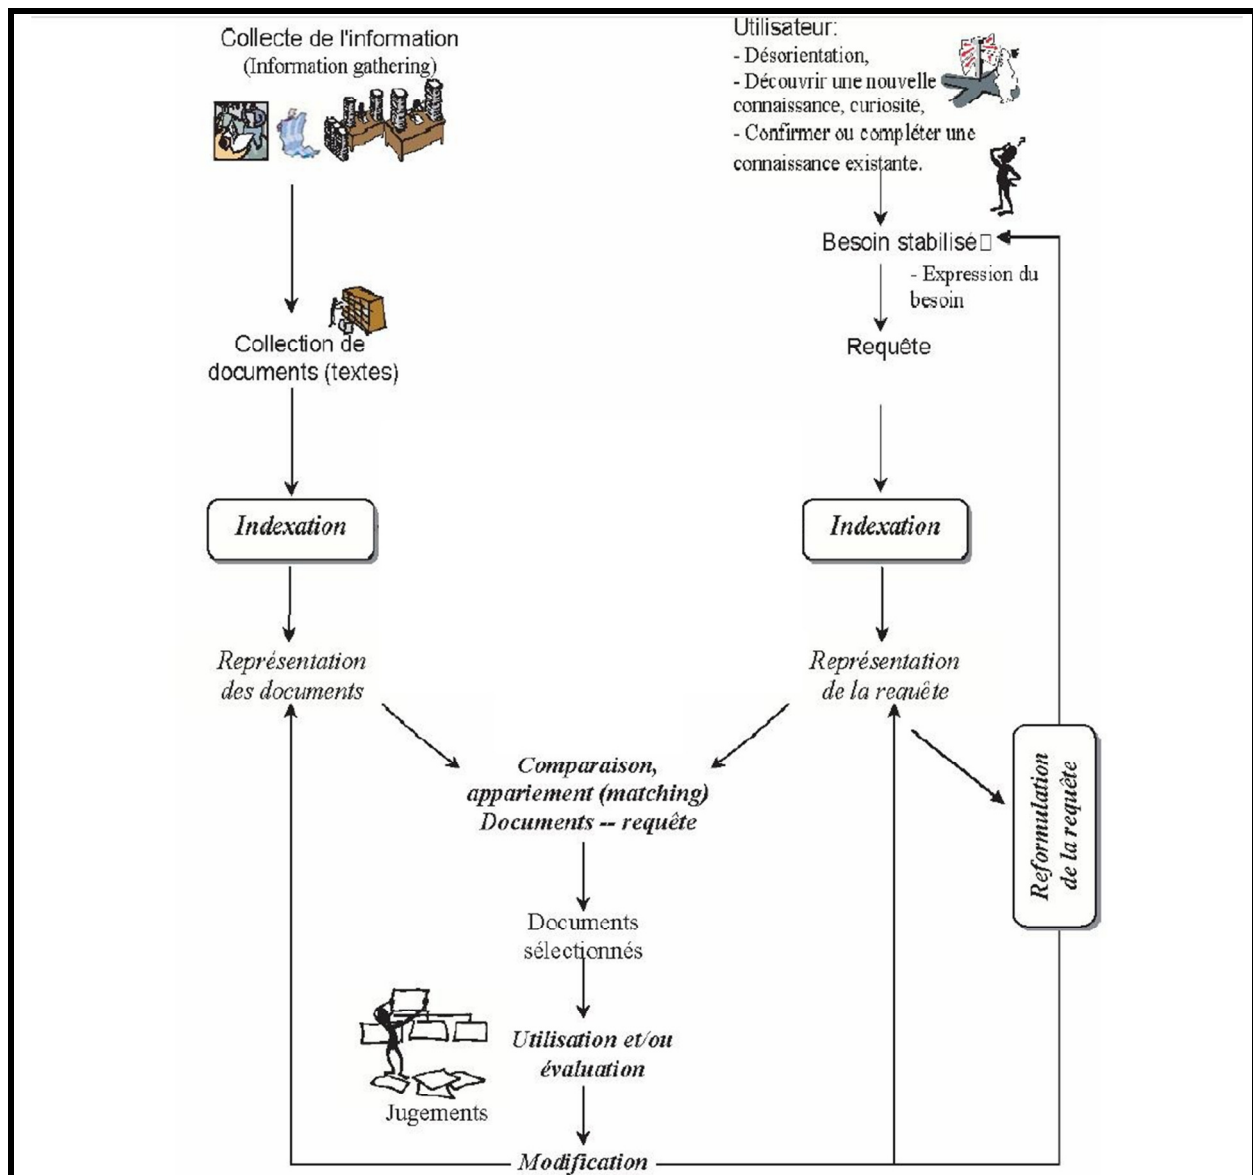 Collecte de l'information
(Information gathering)
Utilisateur:
- Désorientation,
- Découvrir une nouvelle
connaissance, curiosité,
- Confirmer ou compléter une
connaissance existante.
Besoin stabilisé
- Expression du
besoin
Collection de
documents (textes)
Requête
Indexation
Indexation
Représentation
des documents
Représentation
de la requête
Comparaison,
appariement (matching)
Documents -- requête
Reformulation
de la requête
Documents
sélectionnés
Utilisation et/ou
évaluation
Jugements
Modification